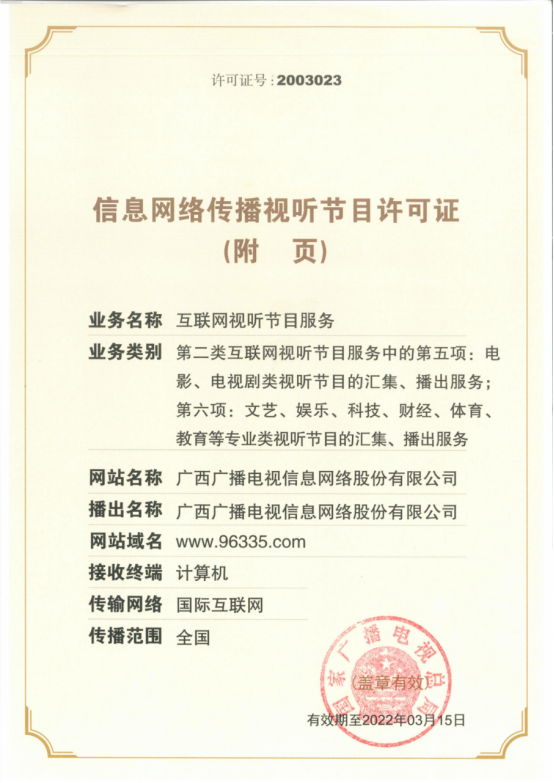 许可证号:2003023
信息网络传播视听节目许可证
(附 页)
业务名称 互联网视听节目服务
业务类别 第二类互联网视听节目服务中的第五项：电
影、电视剧类视听节目的汇集、播出服务；
第六项：文艺、娱乐、科技、财经、体育、
教育等专业类视听节目的汇集、播出服务
网站名称 广西广播电视信息网络股份有限公司
播出名称 广西广播电视信息网络股份有限公司
网站域名 www.96335.com
接收终端 计算机
传输网络 国际互联网
传播范围 全国
国家广播电视总局
(盖章有效)
有效期至2022年03月15日